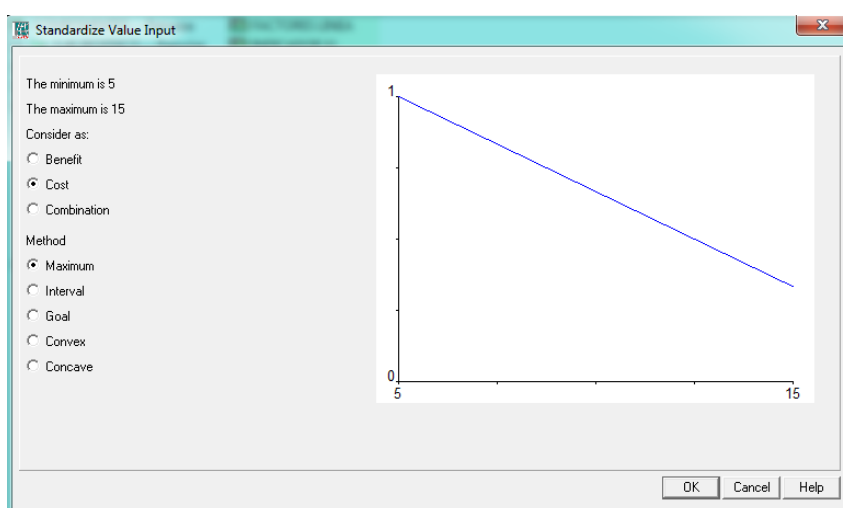 Standardize Value Input
The minimum is 5
The maximum is 15
Consider as:
Benefit
Cost
Combination
Method
Maximum
Interval
Goal
Convex
Concave
1
0
5
15
OK
Cancel
Help